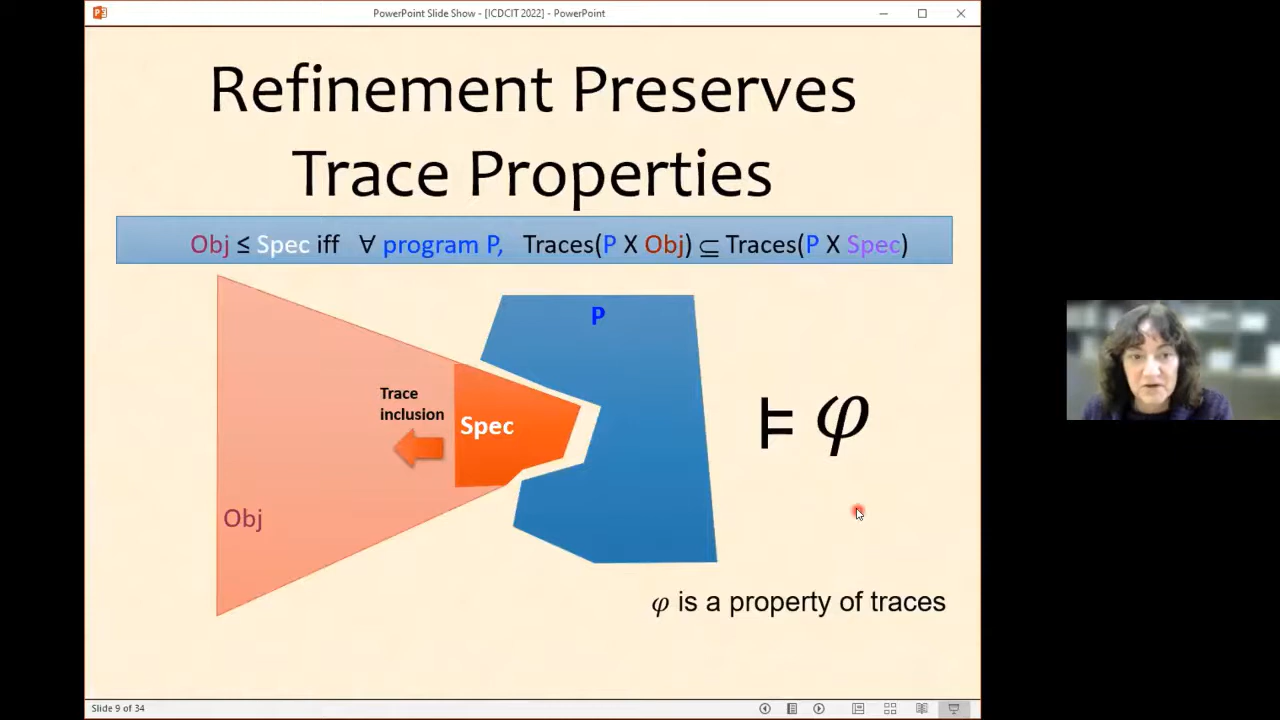 PowerPoint Slide Show - [ICDCIT 2022] - PowerPoint
Refinement Preserves
Trace Properties
Obj ≤ Spec iff ∀ program P, Traces(P X Obj) ⊆ Traces(P X Spec)
P
Trace
inclusion
Spec
⊨ φ
Obj
φ is a property of traces
Slide 9 of 34